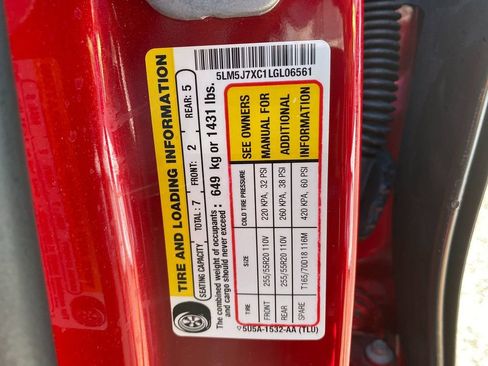 TIRE AND LOADING INFORMATION
SEATING CAPACITY TOTAL: 7 FRONT: 2 REAR: 5
The combined weight of occupants and cargo should never exceed : 649 kg or 1431 lbs.
5LM5J7XC1LGL06561
TIRE SIZE COLD TIRE PRESSURE
FRONT 255/55R20 110V 220 KPA, 32 PSI
REAR 255/55R20 110V 260 KPA, 38 PSI
SPARE T165/70D18 116M 420 KPA, 60 PSI
SEE OWNERS
MANUAL FOR
ADDITIONAL
INFORMATION
5U5A-1532-AA (TLU)